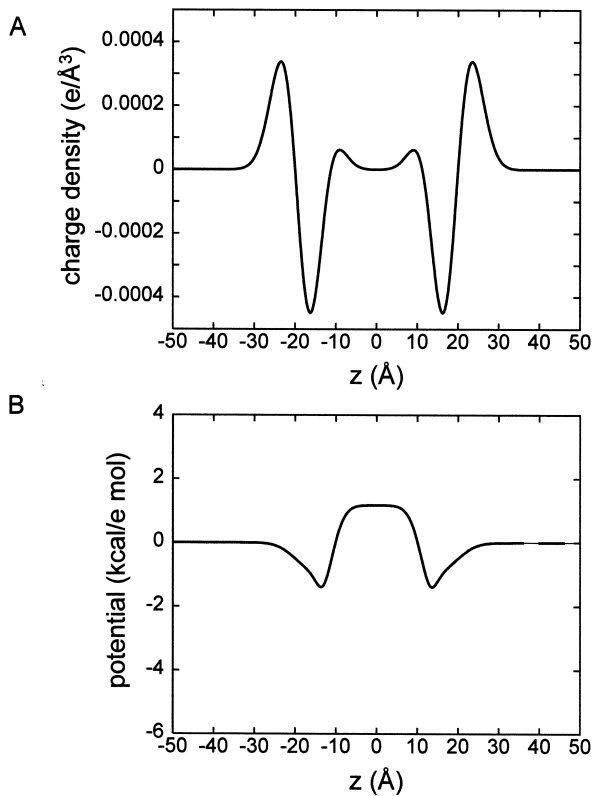 A
charge density (e/Å³)
0.0004
0.0002
0
-0.0002
-0.0004
-50 -40 -30 -20 -10 0 10 20 30 40 50
z (Å)
B
potential (kcal/e mol)
4
2
0
-2
-4
-6
-50 -40 -30 -20 -10 0 10 20 30 40 50
z (Å)